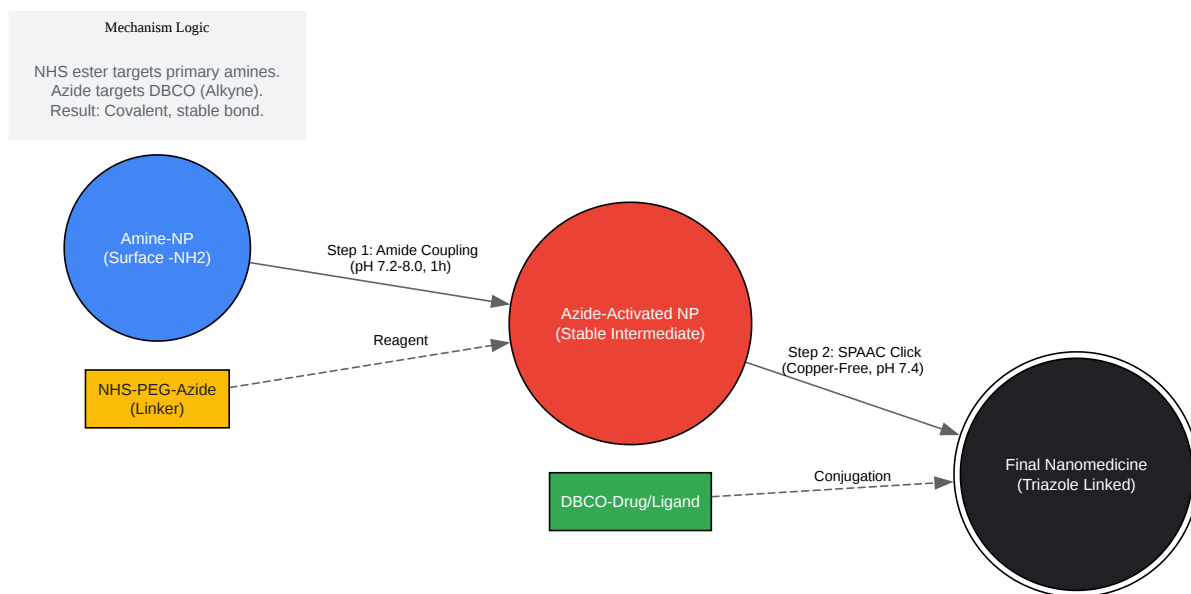 Mechanism Logic
NHS ester targets primary amines.
Azide targets DBCO (Alkyne).
Result: Covalent, stable bond.
Amine-NP
(Surface -NH2)
Step 1: Amide Coupling
(pH 7.2-8.0, 1h)
Reagent
NHS-PEG-Azide
(Linker)
Azide-Activated NP
(Stable Intermediate)
Step 2: SPAAC Click
(Copper-Free, pH 7.4)
DBCO-Drug/Ligand
Conjugation
Final Nanomedicine
(Triazole Linked)